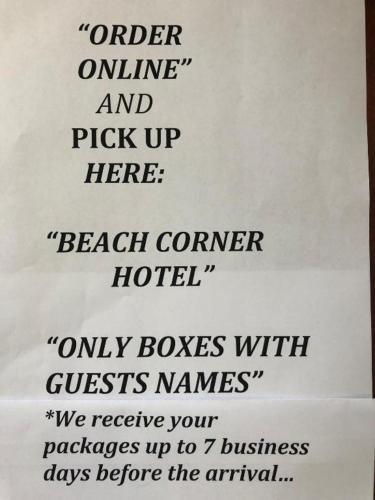 “ORDER
ONLINE”
AND
PICK UP
HERE:
“BEACH CORNER
HOTEL”
“ONLY BOXES WITH
GUESTS NAMES”
*We receive your
packages up to 7 business
days before the arrival...